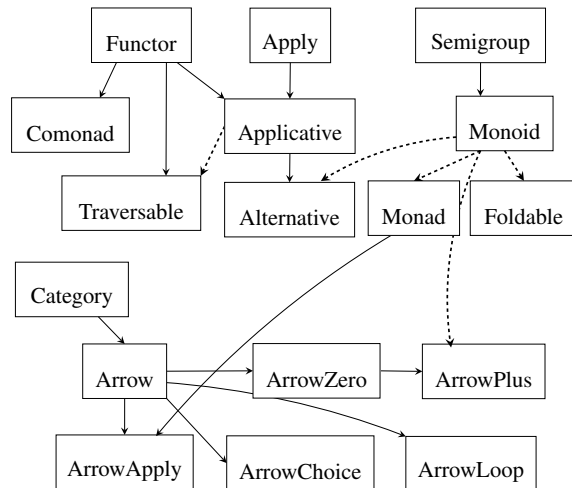 Functor
Apply
Semigroup
Comonad
Applicative
Monoid
Traversable
Alternative
Monad
Foldable
Category
Arrow
ArrowZero
ArrowPlus
ArrowApply
ArrowChoice
ArrowLoop